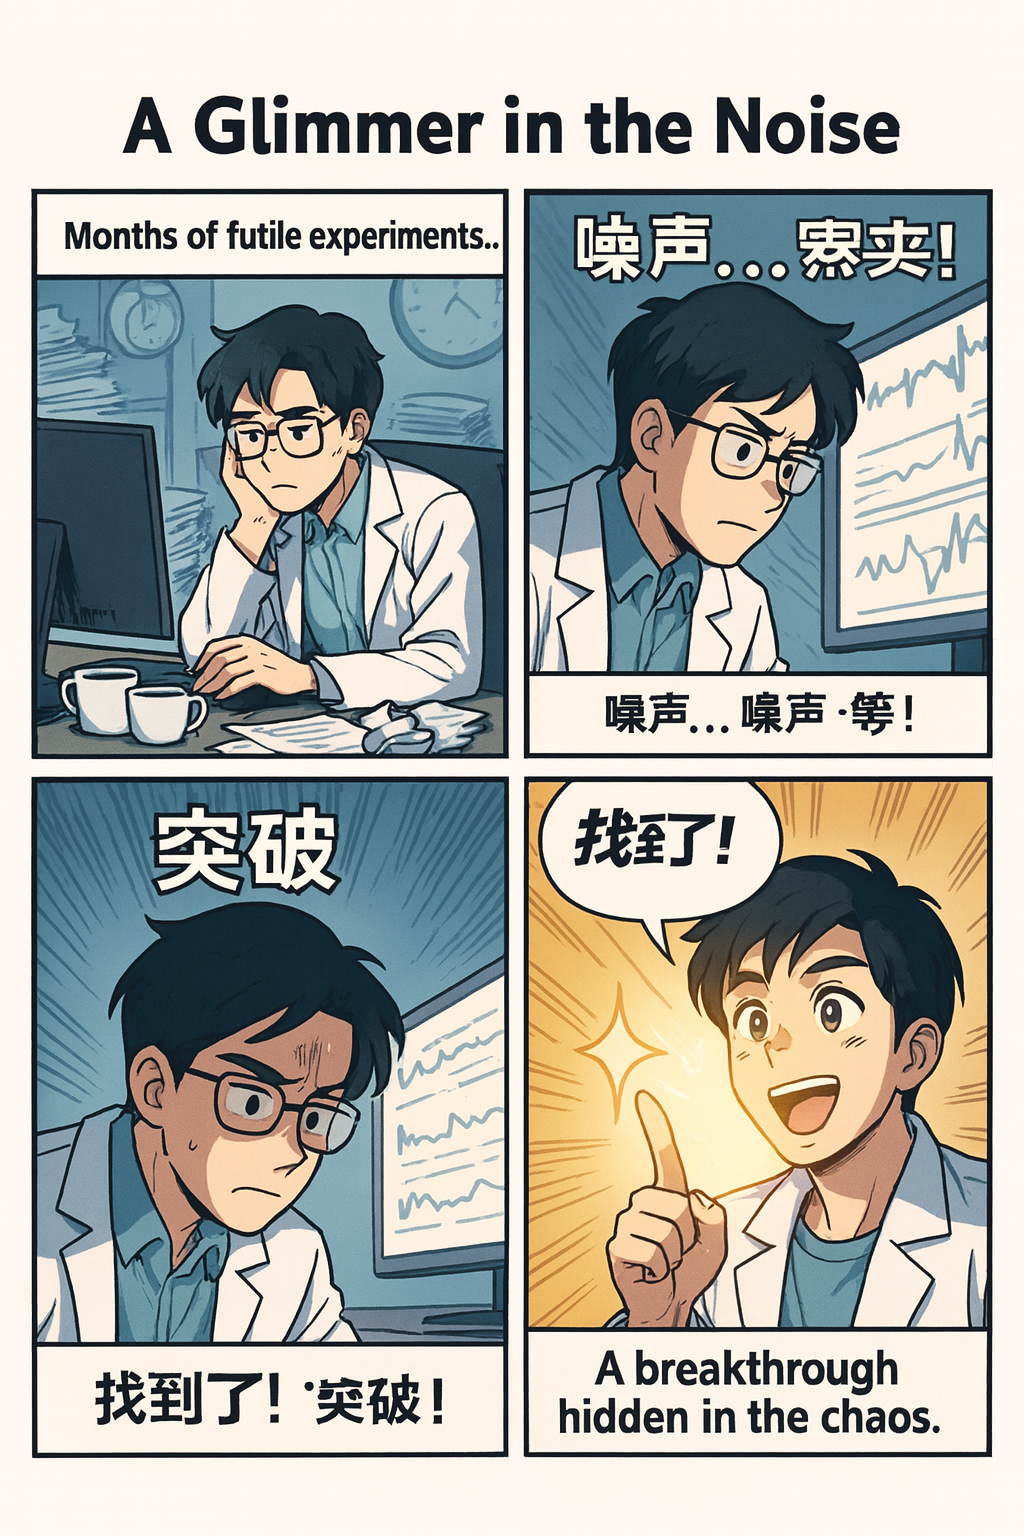 A Glimmer in the Noise
Months of futile experiments..
噪声...
噪声... 噪声·等!
突破
找到了! ·突破!
找到了!
A breakthrough
hidden in the chaos.